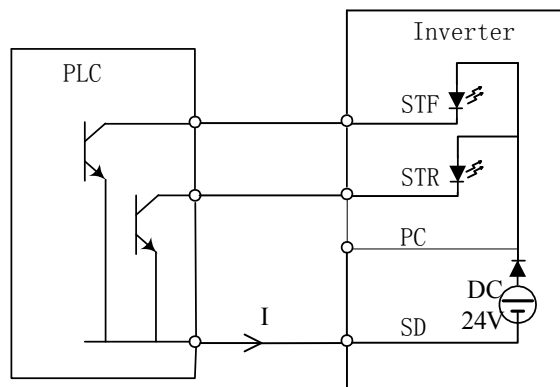 Inverter
PLC
STF
STR
PC
DC
24V
I
SD